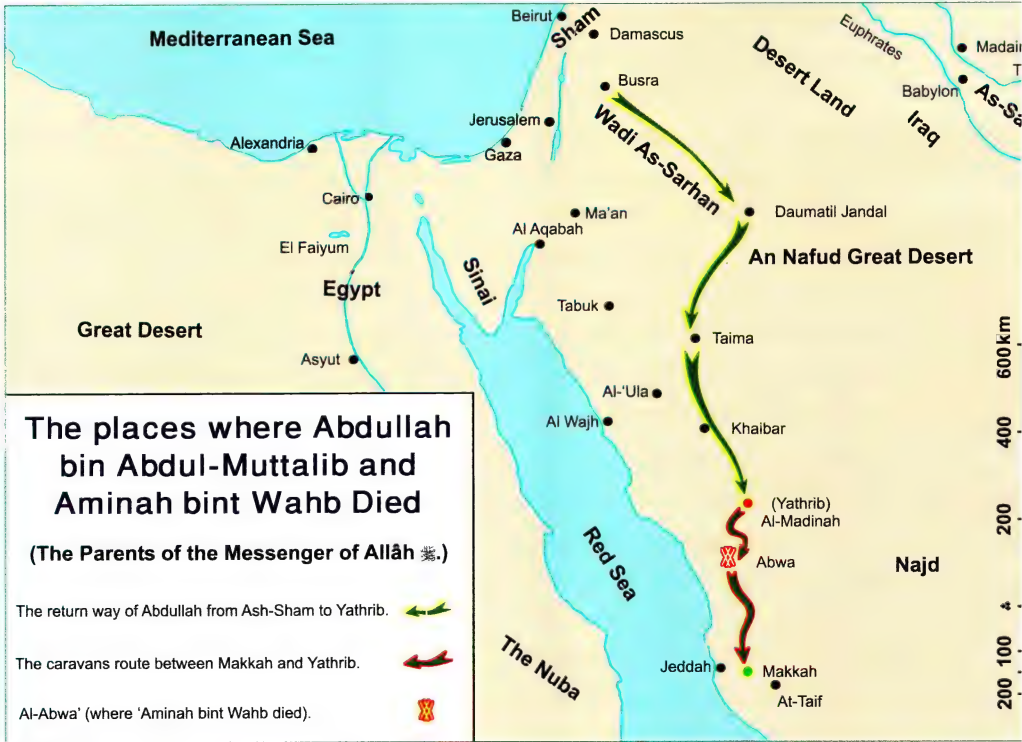 Beirut
Mediterranean Sea
Sham
Damascus
Euphrates
Desert Land
Busra
Babylon
Iraq
Jerusalem
Wadi As-Sarhan
Alexandria
Gaza
Cairo
Ma'an
Daumatil Jandal
Al Aqabah
El Faiyum
An Nafud Great Desert
Sinai
Egypt
Tabuk
Great Desert
Taima
600km
Asyut
Al-'Ula
Al Wajh
Khaibar
400
The places where Abdullah
bin Abdul-Muttalib and
Aminah bint Wahb Died
(The Parents of the Messenger of Allâh ﷺ.)
The return way of Abdullah from Ash-Sham to Yathrib.
The caravans route between Makkah and Yathrib.
Al-Abwa' (where 'Aminah bint Wahb died).
(Yathrib)
Al-Madinah
200
Red Sea
Abwa
Najd
The Nuba
Jeddah
Makkah
At-Taif
100
200